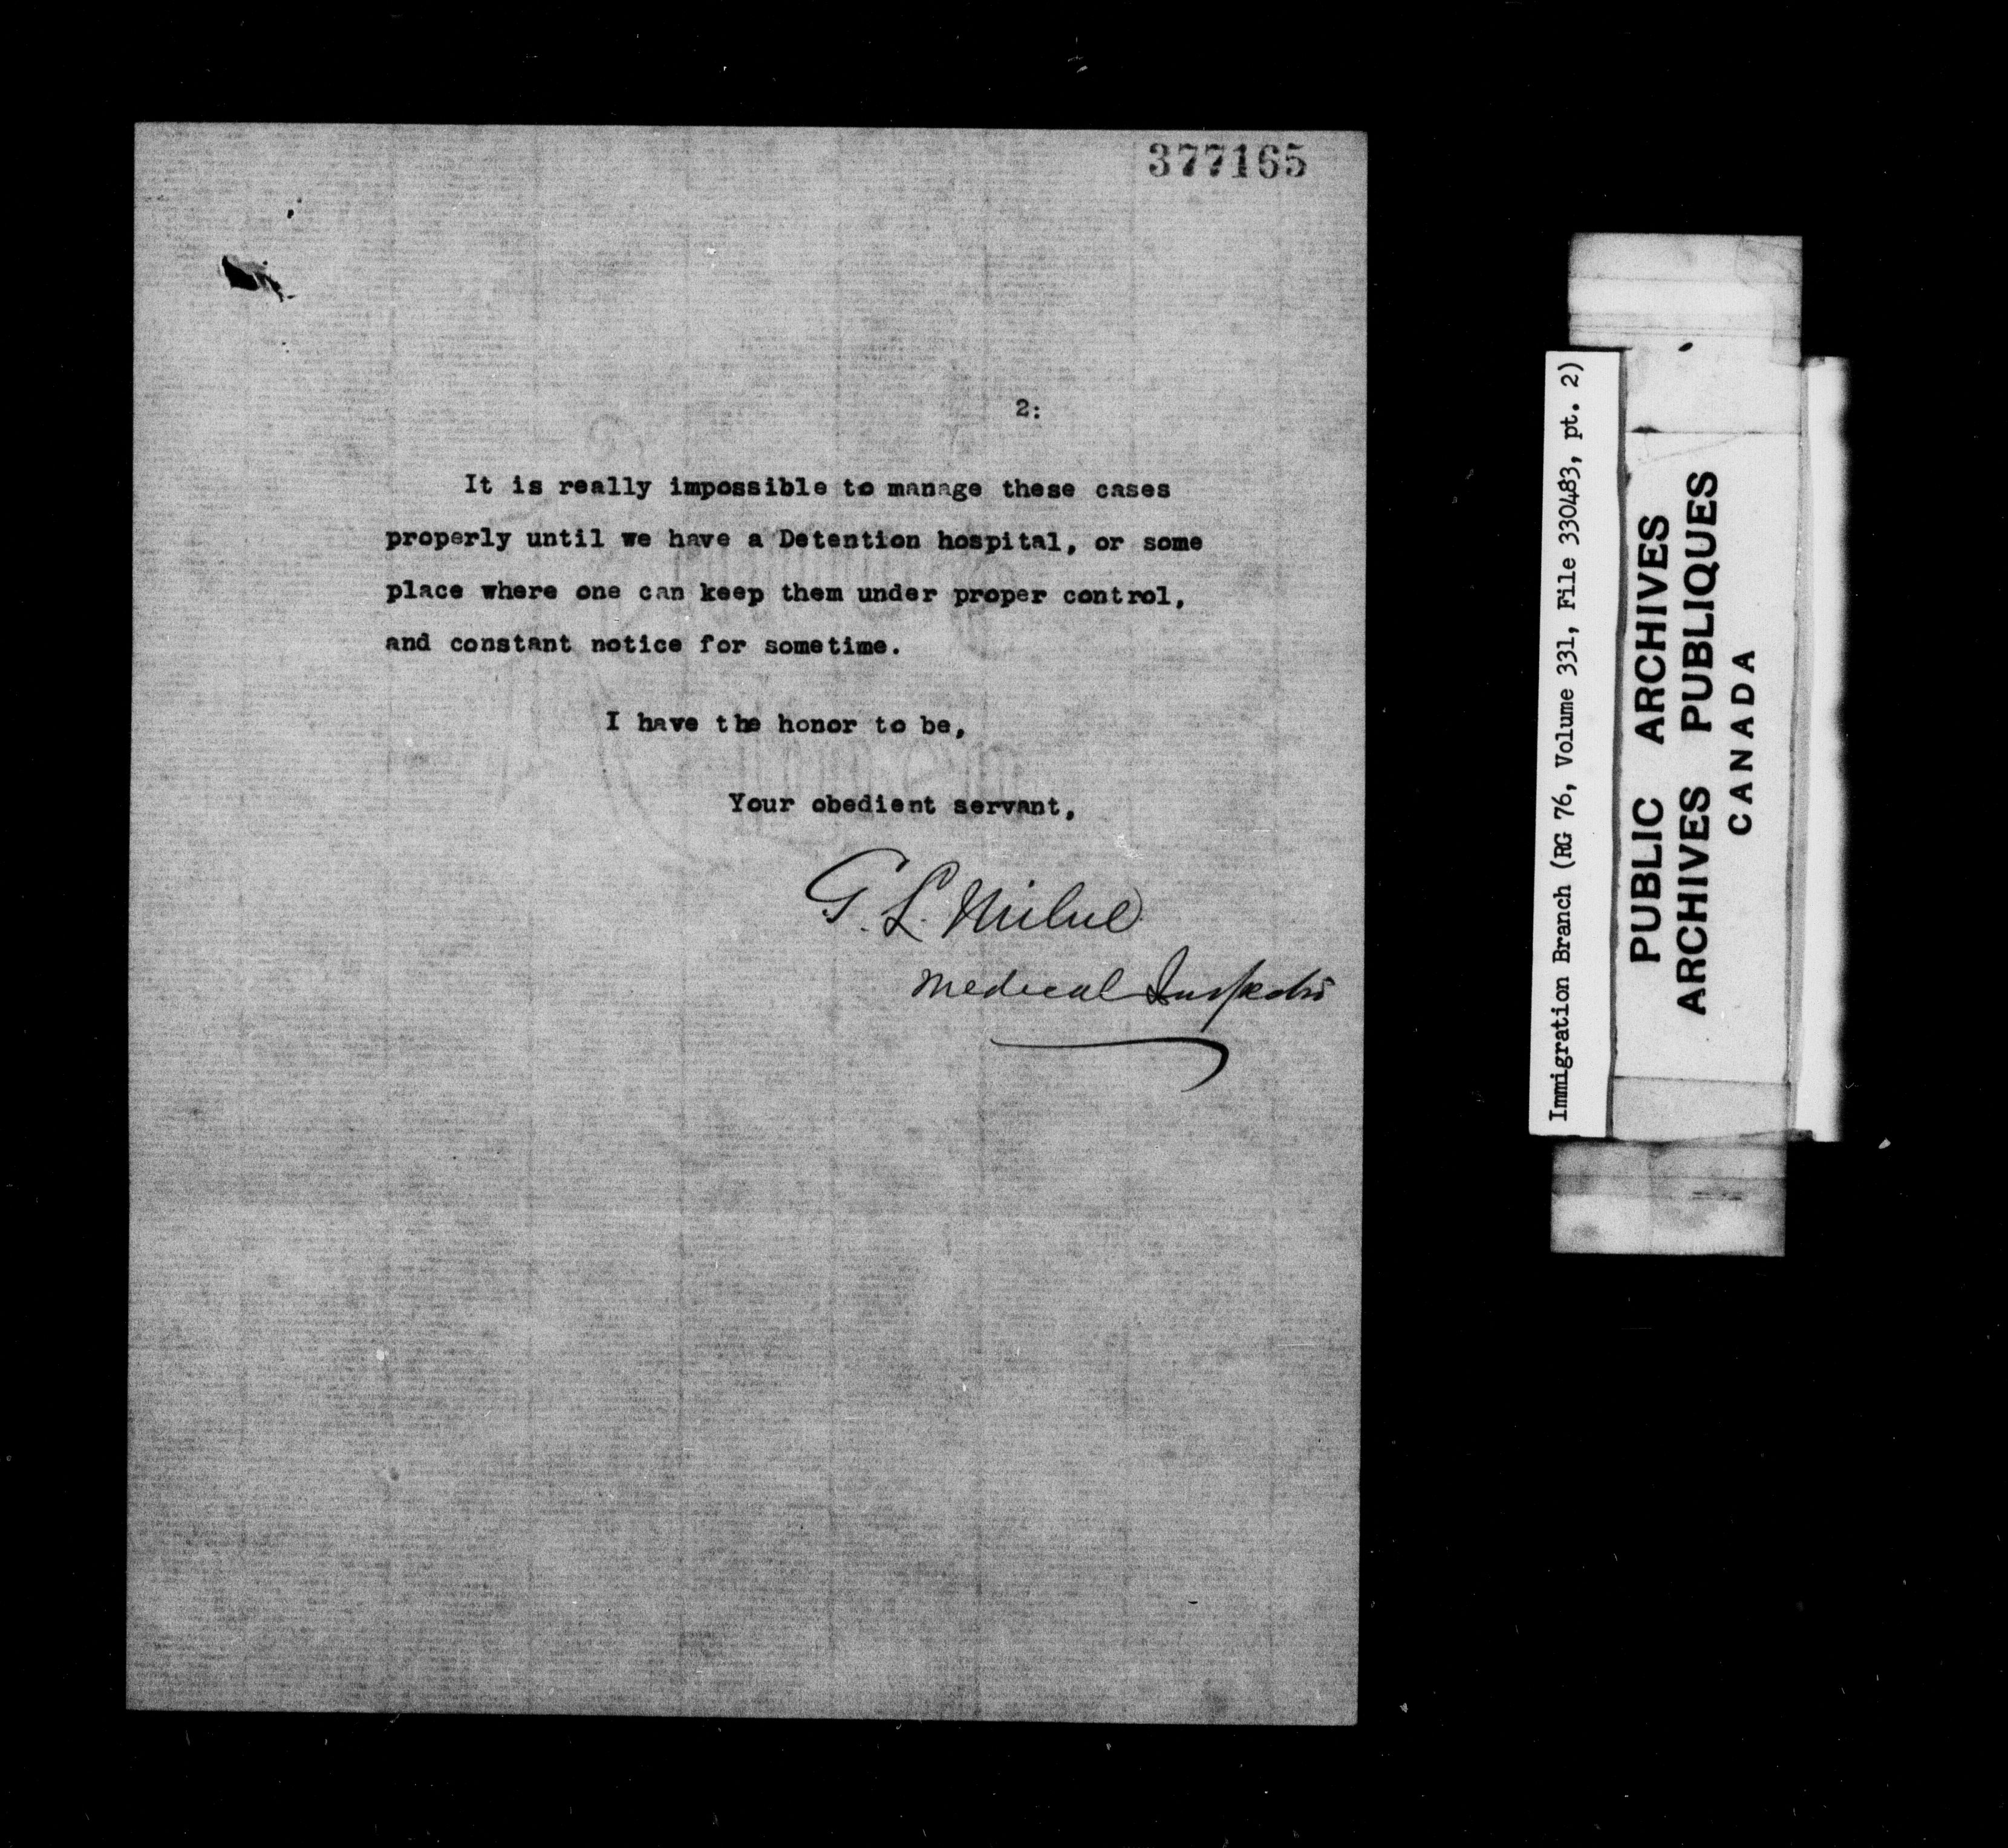 377165
2:
It is really impossible to manage these cases
properly until we have a Detention hospital, or some
place where one can keep them under proper control,
and constant notice for sometime.
I have the honor to be,
Your obedient servant,
G. L. Milne
Medical Inspector
Immigration Branch (RG 76, Volume 331, File 330483, pt. 2)
PUBLIC ARCHIVES
ARCHIVES PUBLIQUES
CANADA